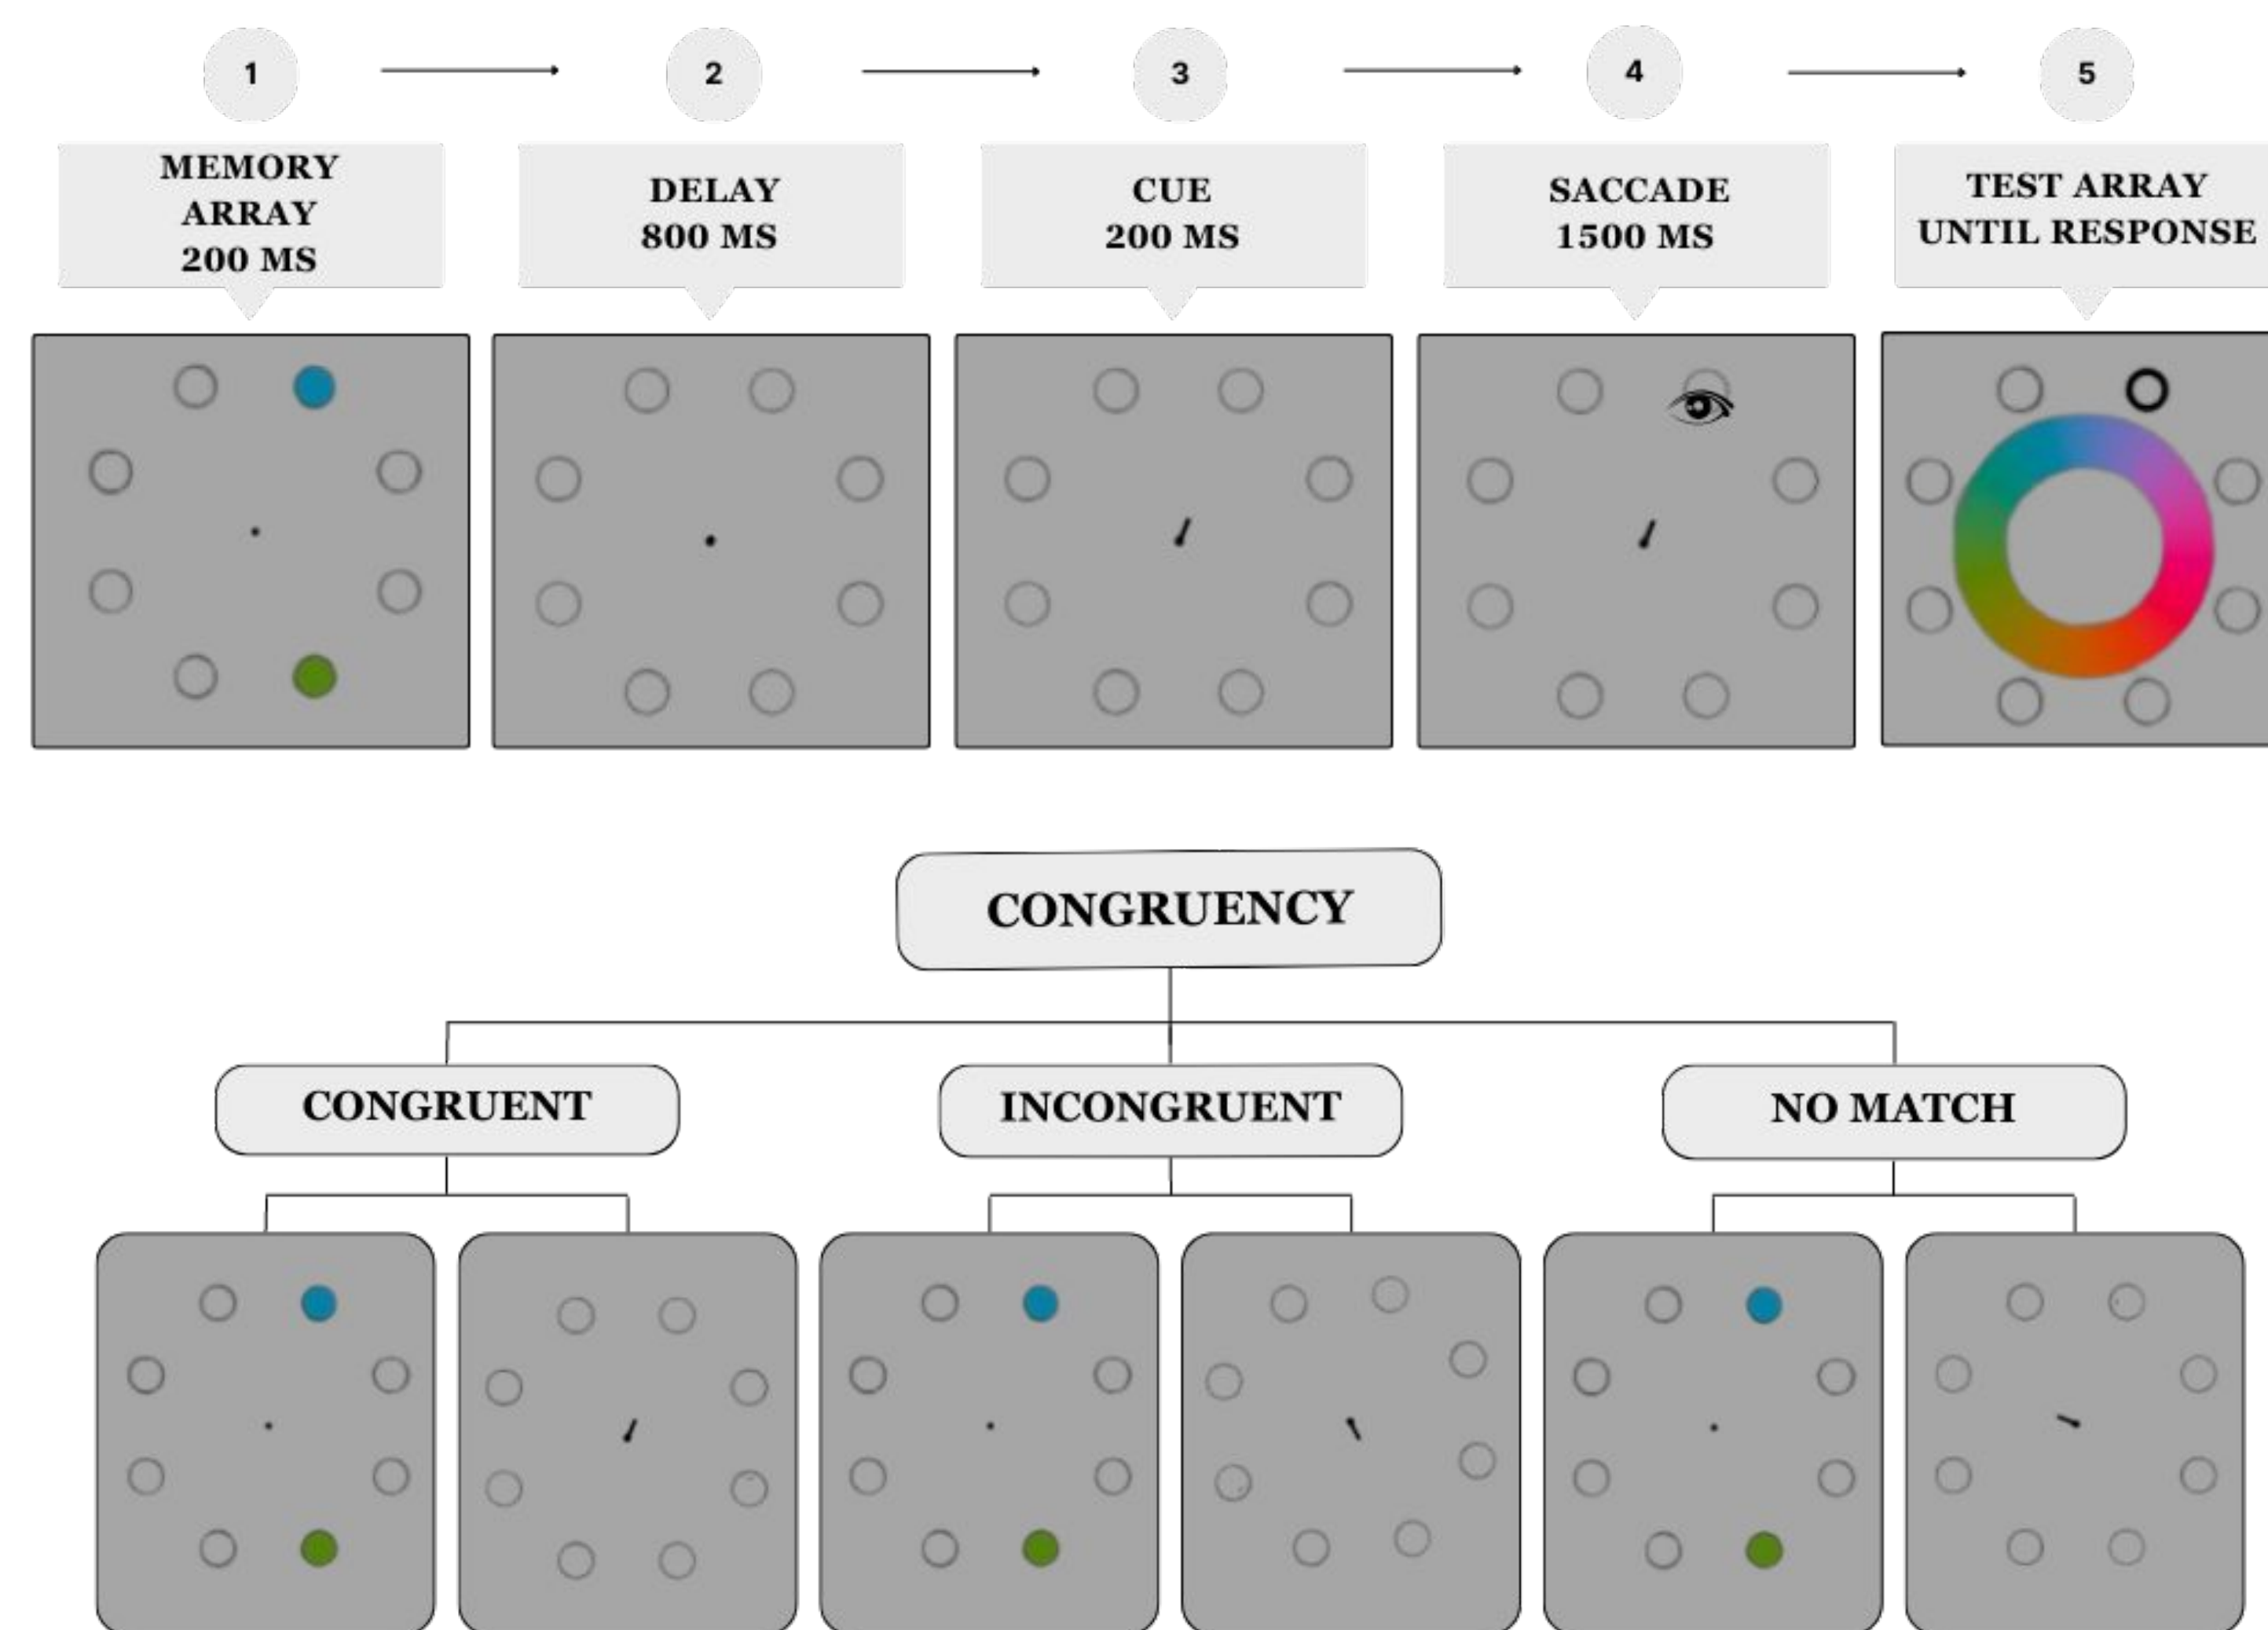 1
2
3
4
5
MEMORY
ARRAY
200 MS
DELAY
800 MS
CUE
200 MS
SACCADE
1500 MS
TEST ARRAY
UNTIL RESPONSE
CONGRUENCY
CONGRUENT
INCONGRUENT
NO MATCH